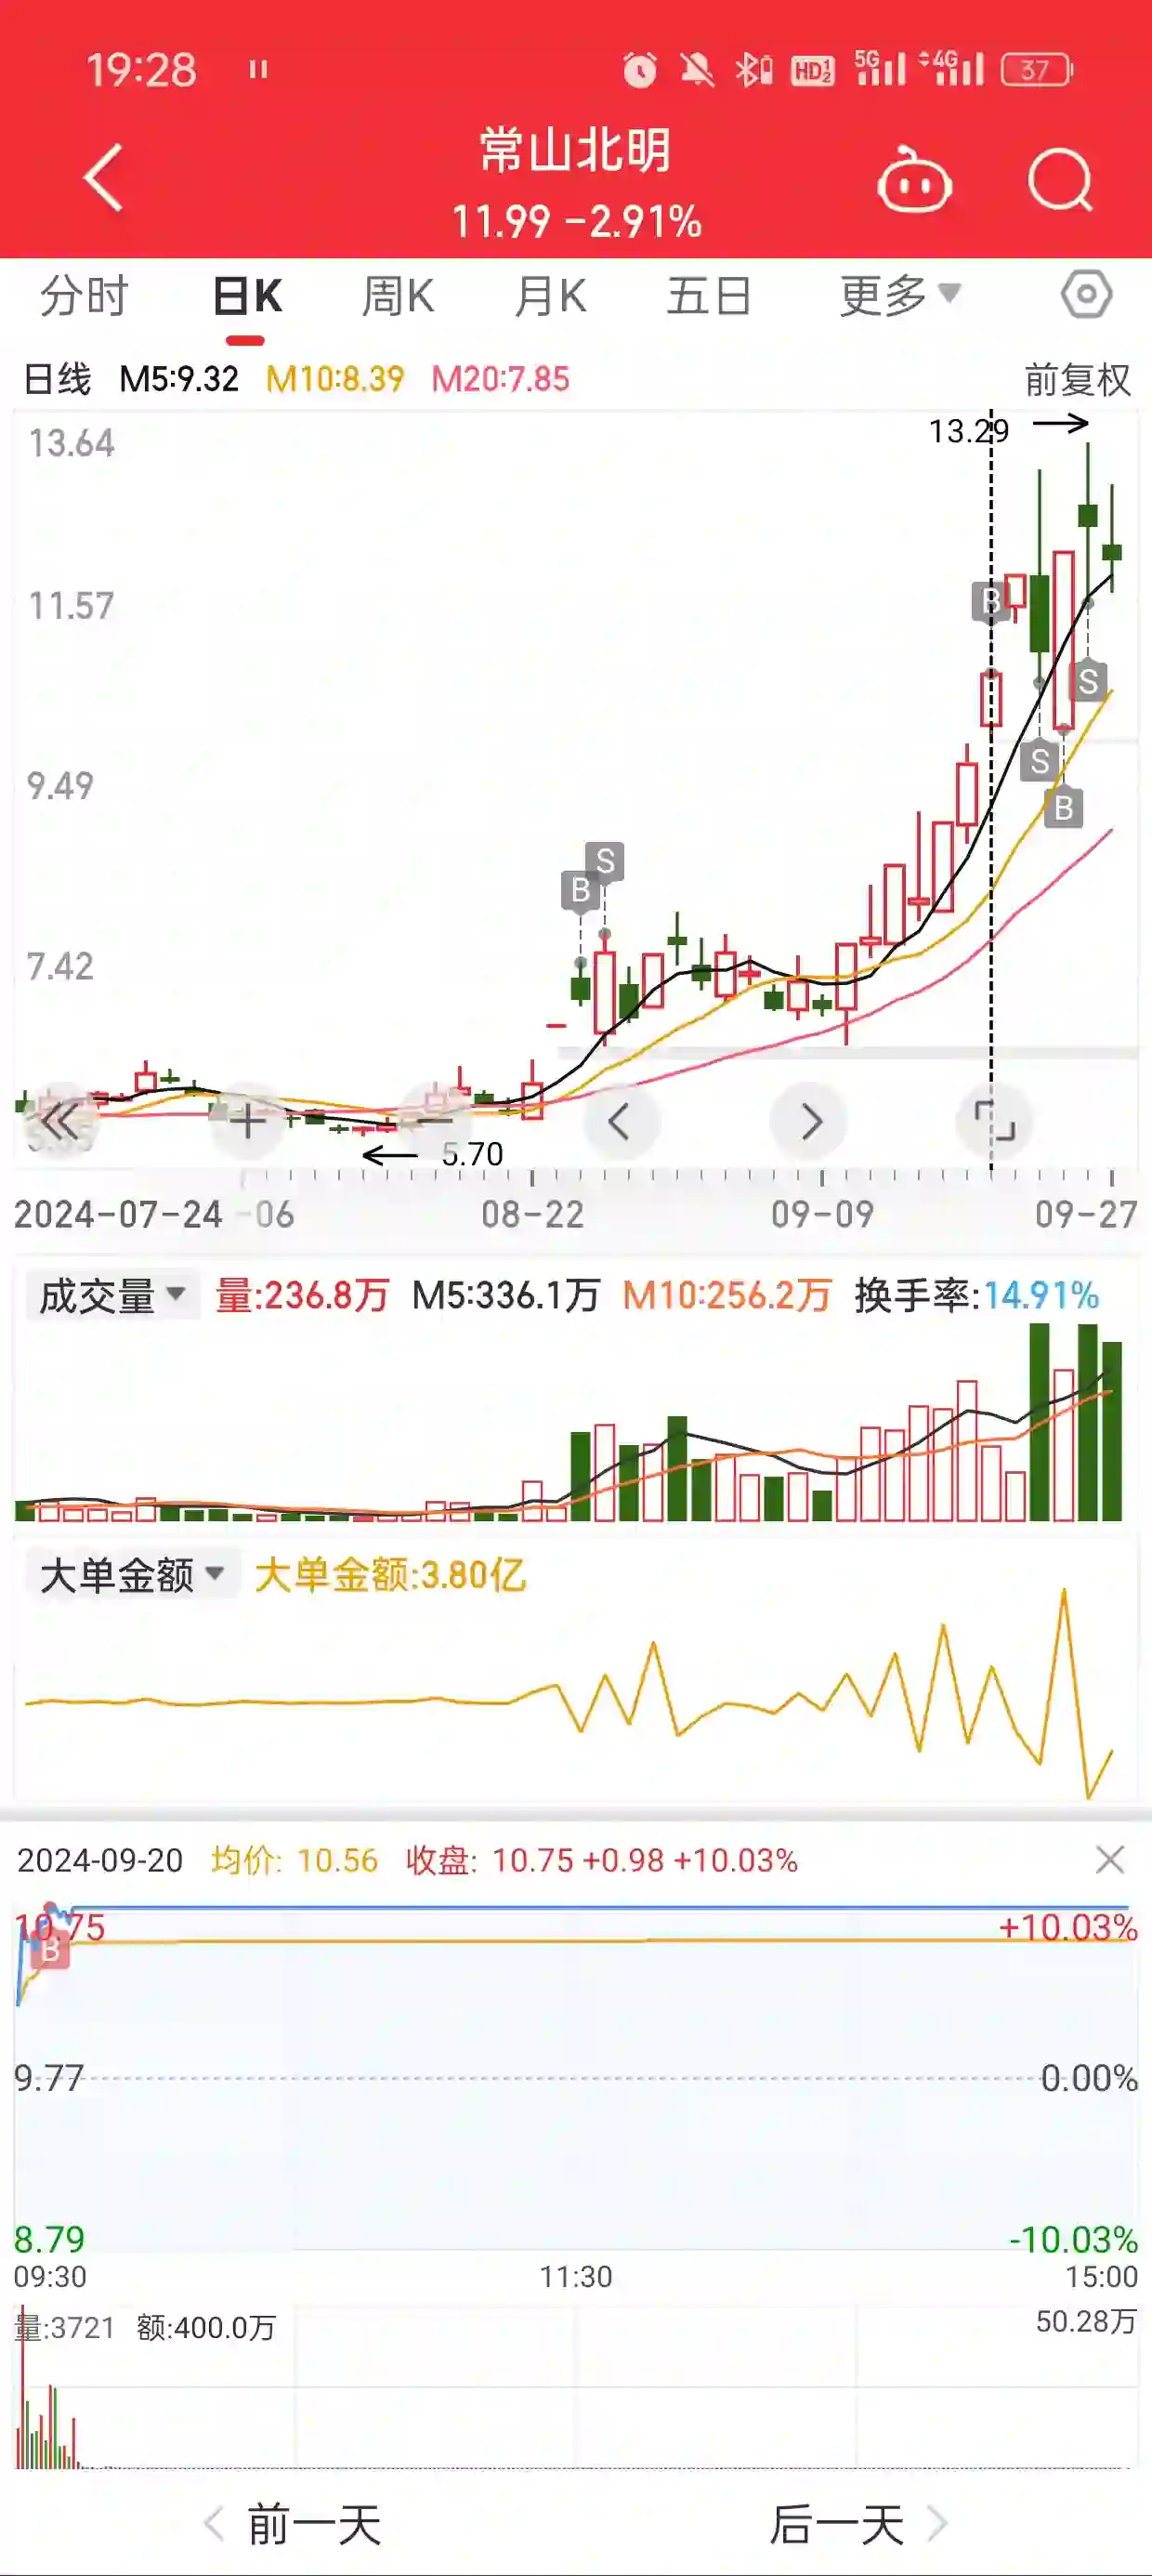 19:28
HD 1 2 5G 4G 37
常山北明
11.99 -2.91%
分时 日K 周K 月K 五日 更多
日线 M5:9.32 M10:8.39 M20:7.85 前复权
13.29
13.64
11.57
B
S
9.49
S
B
S
B
7.42
5.70
2024-07-24 -06 08-22 09-09 09-27
成交量 量:236.8万 M5:336.1万 M10:256.2万 换手率:14.91%
大单金额 大单金额:3.80亿
2024-09-20 均价: 10.56 收盘: 10.75 +0.98 +10.03%
10.75 +10.03%
B
9.77 0.00%
8.79 -10.03%
09:30 11:30 15:00
量:3721 额:400.0万 50.28万
前一天 后一天